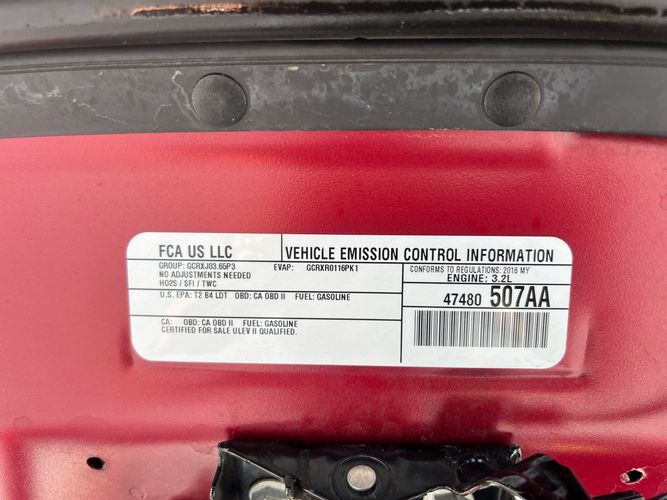 FCA US LLC
VEHICLE EMISSION CONTROL INFORMATION
GROUP: GCRXJ03.65P3 EVAP: GCRXR0116PK1
NO ADJUSTMENTS NEEDED
HO2S / SFI / TWC
CONFORMS TO REGULATIONS: 2016 MY
ENGINE: 3.2L
U.S. EPA: T2 B4 LDT OBD: CA OBD II FUEL: GASOLINE
47480 507AA
CA: OBD: CA OBD II FUEL: GASOLINE
CERTIFIED FOR SALE ULEV II QUALIFIED.